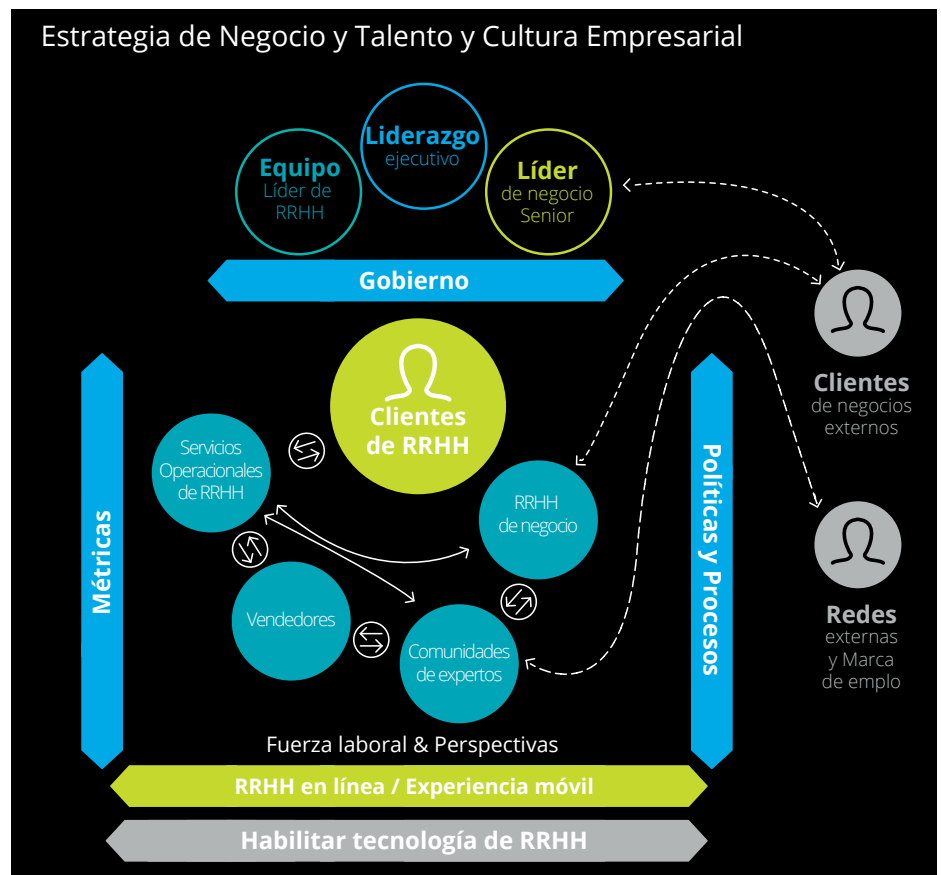 Estrategia de Negocio y Talento y Cultura Empresarial
Liderazgo
ejecutivo
Equipo
Líder de
RRHH
Líder
de negocio
Senior
Gobierno
Clientes
de RRHH
Servicios
Operacionales
de RRHH
RRHH
de negocio
Vendedores
Comunidades
de expertos
Métricas
Políticas y Procesos
Clientes
de negocios
externos
Redes
externas
y Marca
de emplo
Fuerza laboral & Perspectivas
RRHH en línea / Experiencia móvil
Habilitar tecnología de RRHH